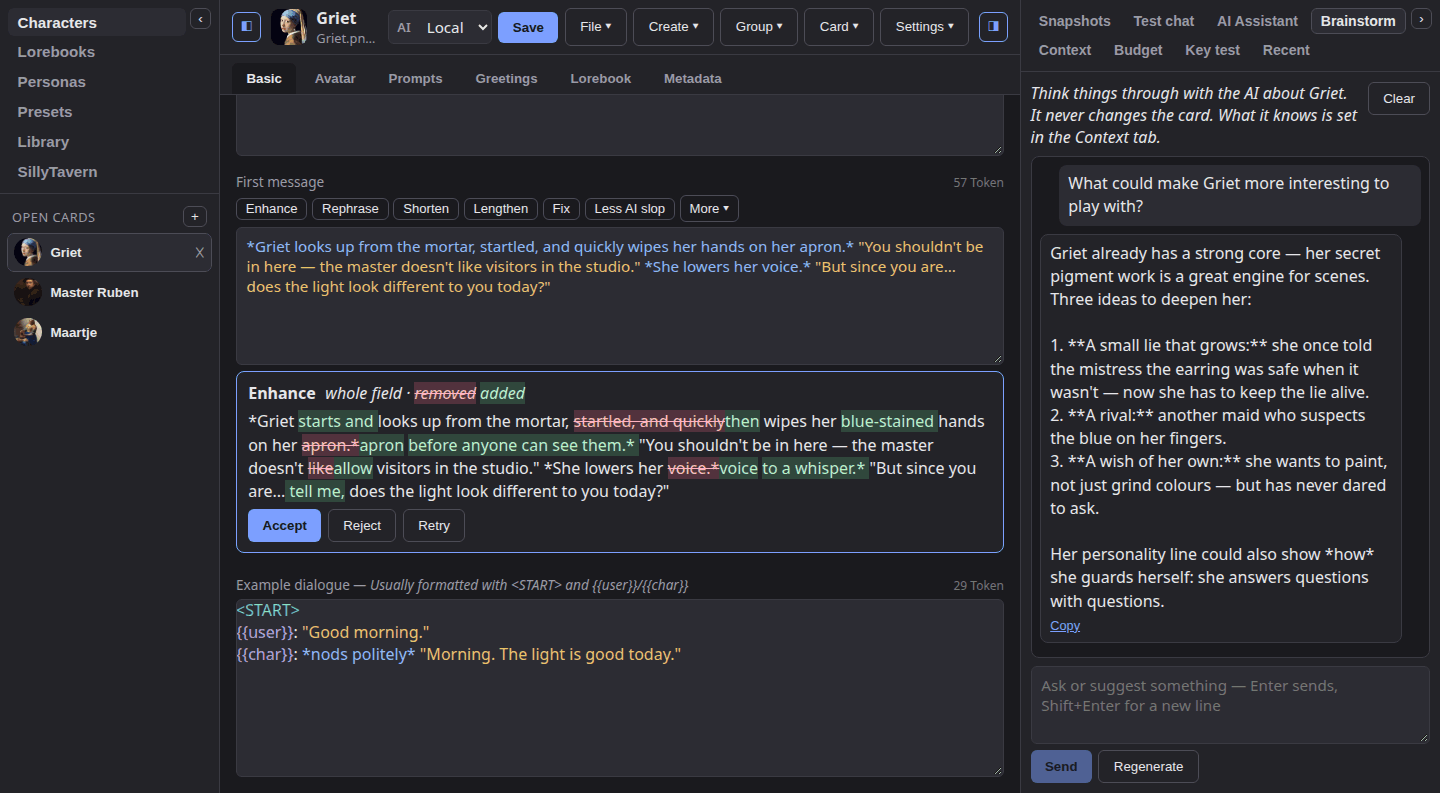 Characters
‹
Lorebooks
Personas
Presets
Library
SillyTavern
OPEN CARDS
+
Griet
X
Master Ruben
Maartje
Griet
Griet.pn...
AI Local
Save
File ▾
Create ▾
Group ▾
Card ▾
Settings ▾
Basic
Avatar
Prompts
Greetings
Lorebook
Metadata
First message
57 Token
Enhance
Rephrase
Shorten
Lengthen
Fix
Less AI slop
More ▾
*Griet looks up from the mortar, startled, and quickly wipes her hands on her apron.* "You shouldn't be
in here — the master doesn't like visitors in the studio." *She lowers her voice.* "But since you are...
does the light look different to you today?"
Enhance whole field · removed added
*Griet starts and looks up from the mortar, startled, and quicklythen wipes her blue-stained hands
on her apron.*apron before anyone can see them.* "You shouldn't be in here — the master
doesn't likeallow visitors in the studio." *She lowers her voice.*voice to a whisper.* "But since you
are... tell me, does the light look different to you today?"
Accept
Reject
Retry
Example dialogue — Usually formatted with <START> and {{user}}/{{char}}
29 Token
<START>
{{user}}: "Good morning."
{{char}}: *nods politely* "Morning. The light is good today."
Snapshots
Test chat
AI Assistant
Brainstorm
›
Context
Budget
Key test
Recent
Think things through with the AI about Griet.
It never changes the card. What it knows is set
in the Context tab.
Clear
What could make Griet more interesting to
play with?
Griet already has a strong core — her secret
pigment work is a great engine for scenes.
Three ideas to deepen her:
1. **A small lie that grows:** she once told
the mistress the earring was safe when it
wasn't — now she has to keep the lie alive.
2. **A rival:** another maid who suspects
the blue on her fingers.
3. **A wish of her own:** she wants to paint,
not just grind colours — but has never dared
to ask.
Her personality line could also show *how*
she guards herself: she answers questions
with questions.
Copy
Ask or suggest something — Enter sends,
Shift+Enter for a new line
Send
Regenerate